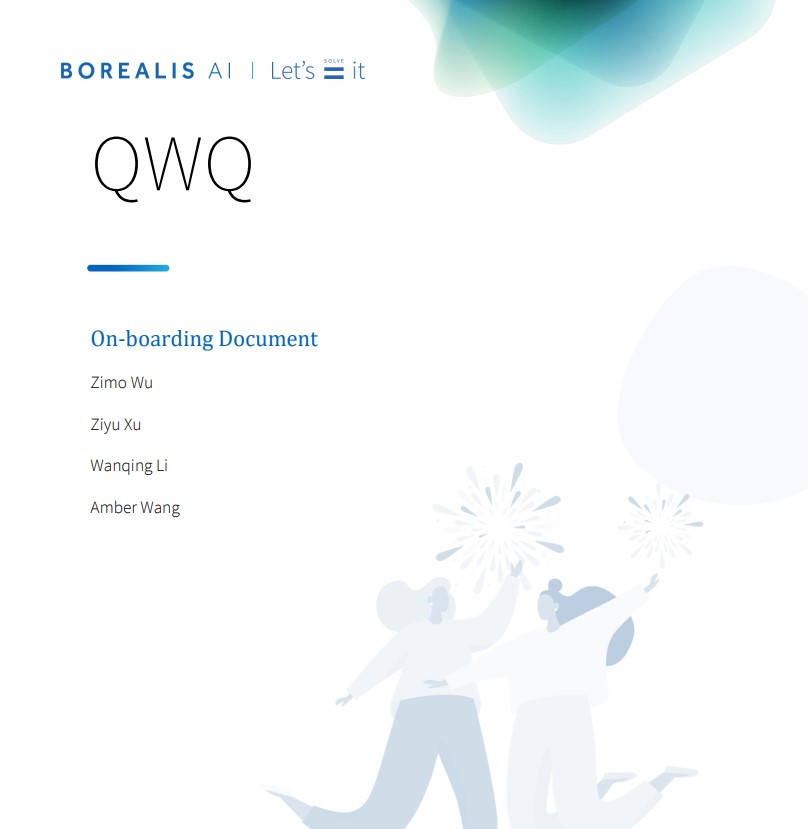 BOREALIS AI | Let's SOLVE it
QWQ
On-boarding Document
Zimo Wu
Ziyu Xu
Wanqing Li
Amber Wang